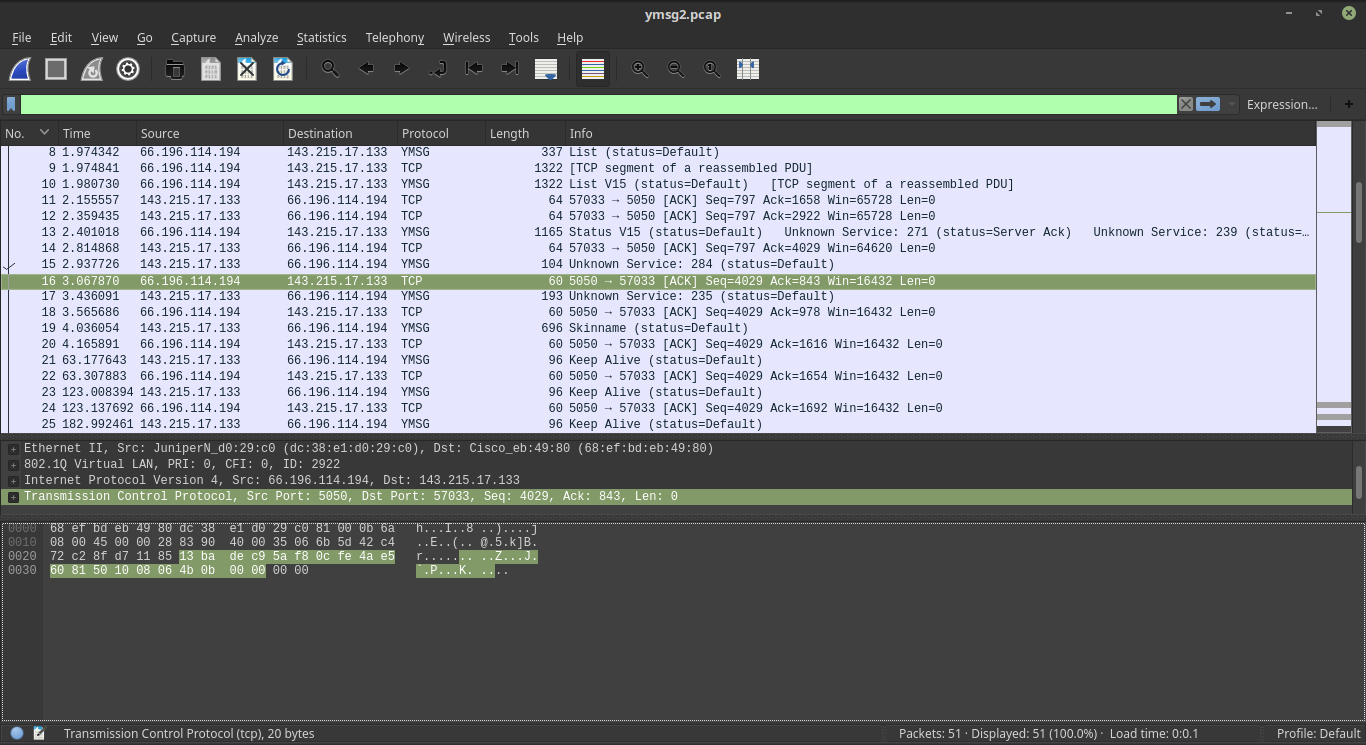 ymsg2.pcap
File Edit View Go Capture Analyze Statistics Telephony Wireless Tools Help
Expression...
No. Time Source Destination Protocol Length Info
8 1.974342 66.196.114.194 143.215.17.133 YMSG 337 List (status=Default)
9 1.974841 66.196.114.194 143.215.17.133 TCP 1322 [TCP segment of a reassembled PDU]
10 1.980730 66.196.114.194 143.215.17.133 YMSG 1322 List V15 (status=Default) [TCP segment of a reassembled PDU]
11 2.155557 143.215.17.133 66.196.114.194 TCP 64 57033 → 5050 [ACK] Seq=797 Ack=1658 Win=65728 Len=0
12 2.359435 143.215.17.133 66.196.114.194 TCP 64 57033 → 5050 [ACK] Seq=797 Ack=2922 Win=65728 Len=0
13 2.401018 66.196.114.194 143.215.17.133 YMSG 1165 Status V15 (status=Default) Unknown Service: 271 (status=Server Ack) Unknown Service: 239 (status=…
14 2.814868 143.215.17.133 66.196.114.194 TCP 64 57033 → 5050 [ACK] Seq=797 Ack=4029 Win=64620 Len=0
15 2.937726 143.215.17.133 66.196.114.194 YMSG 104 Unknown Service: 284 (status=Default)
16 3.067870 66.196.114.194 143.215.17.133 TCP 60 5050 → 57033 [ACK] Seq=4029 Ack=843 Win=16432 Len=0
17 3.436091 143.215.17.133 66.196.114.194 YMSG 193 Unknown Service: 235 (status=Default)
18 3.565686 66.196.114.194 143.215.17.133 TCP 60 5050 → 57033 [ACK] Seq=4029 Ack=978 Win=16432 Len=0
19 4.036054 143.215.17.133 66.196.114.194 YMSG 696 Skinname (status=Default)
20 4.165891 66.196.114.194 143.215.17.133 TCP 60 5050 → 57033 [ACK] Seq=4029 Ack=1616 Win=16432 Len=0
21 63.177643 143.215.17.133 66.196.114.194 YMSG 96 Keep Alive (status=Default)
22 63.307883 66.196.114.194 143.215.17.133 TCP 60 5050 → 57033 [ACK] Seq=4029 Ack=1654 Win=16432 Len=0
23 123.008394 143.215.17.133 66.196.114.194 YMSG 96 Keep Alive (status=Default)
24 123.137692 66.196.114.194 143.215.17.133 TCP 60 5050 → 57033 [ACK] Seq=4029 Ack=1692 Win=16432 Len=0
25 182.992461 143.215.17.133 66.196.114.194 YMSG 96 Keep Alive (status=Default)
Ethernet II, Src: JuniperN_d0:29:c0 (dc:38:e1:d0:29:c0), Dst: Cisco_eb:49:80 (68:ef:bd:eb:49:80)
802.1Q Virtual LAN, PRI: 0, CFI: 0, ID: 2922
Internet Protocol Version 4, Src: 66.196.114.194, Dst: 143.215.17.133
Transmission Control Protocol, Src Port: 5050, Dst Port: 57033, Seq: 4029, Ack: 843, Len: 0
0000 68 ef bd eb 49 80 dc 38 e1 d0 29 c0 81 00 0b 6a h...I..8 ..)....j
0010 08 00 45 00 00 28 83 90 40 00 35 06 6b 5d 42 c4 ..E..(.. @.5.k]B.
0020 72 c2 8f d7 11 85 13 ba de c9 5a f8 0c fe 4a e5 r....... ..Z...J.
0030 60 81 50 10 08 06 4b 0b 00 00 00 00 `.P...K. ....
Transmission Control Protocol (tcp), 20 bytes
Packets: 51 · Displayed: 51 (100.0%) · Load time: 0:0.1
Profile: Default